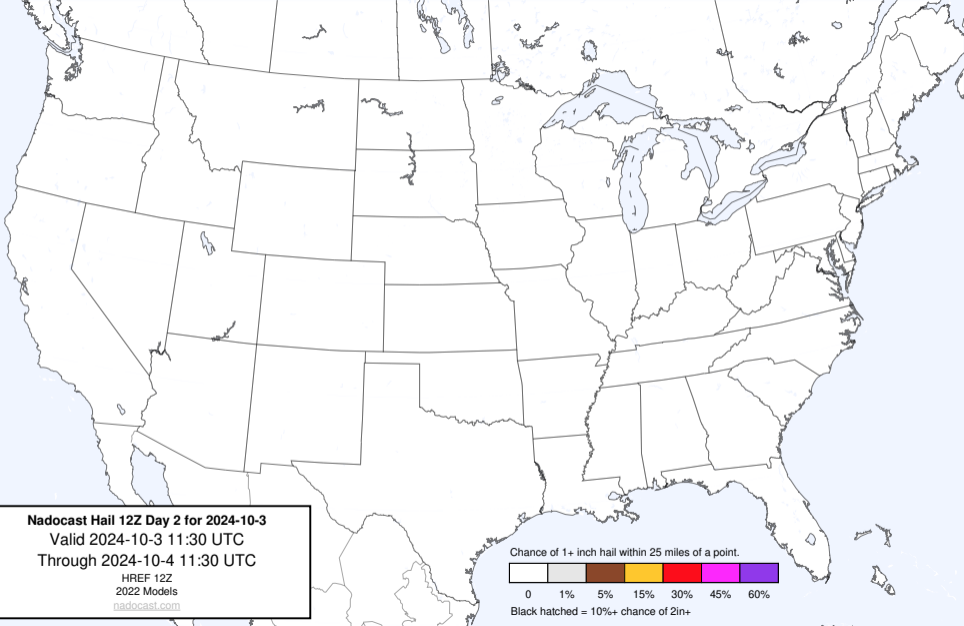 Nadocast Hail 12Z Day 2 for 2024-10-3
Valid 2024-10-3 11:30 UTC
Through 2024-10-4 11:30 UTC
HREF 12Z
2022 Models
nadocast.com
Chance of 1+ inch hail within 25 miles of a point.
0 1% 5% 15% 30% 45% 60%
Black hatched = 10%+ chance of 2in+